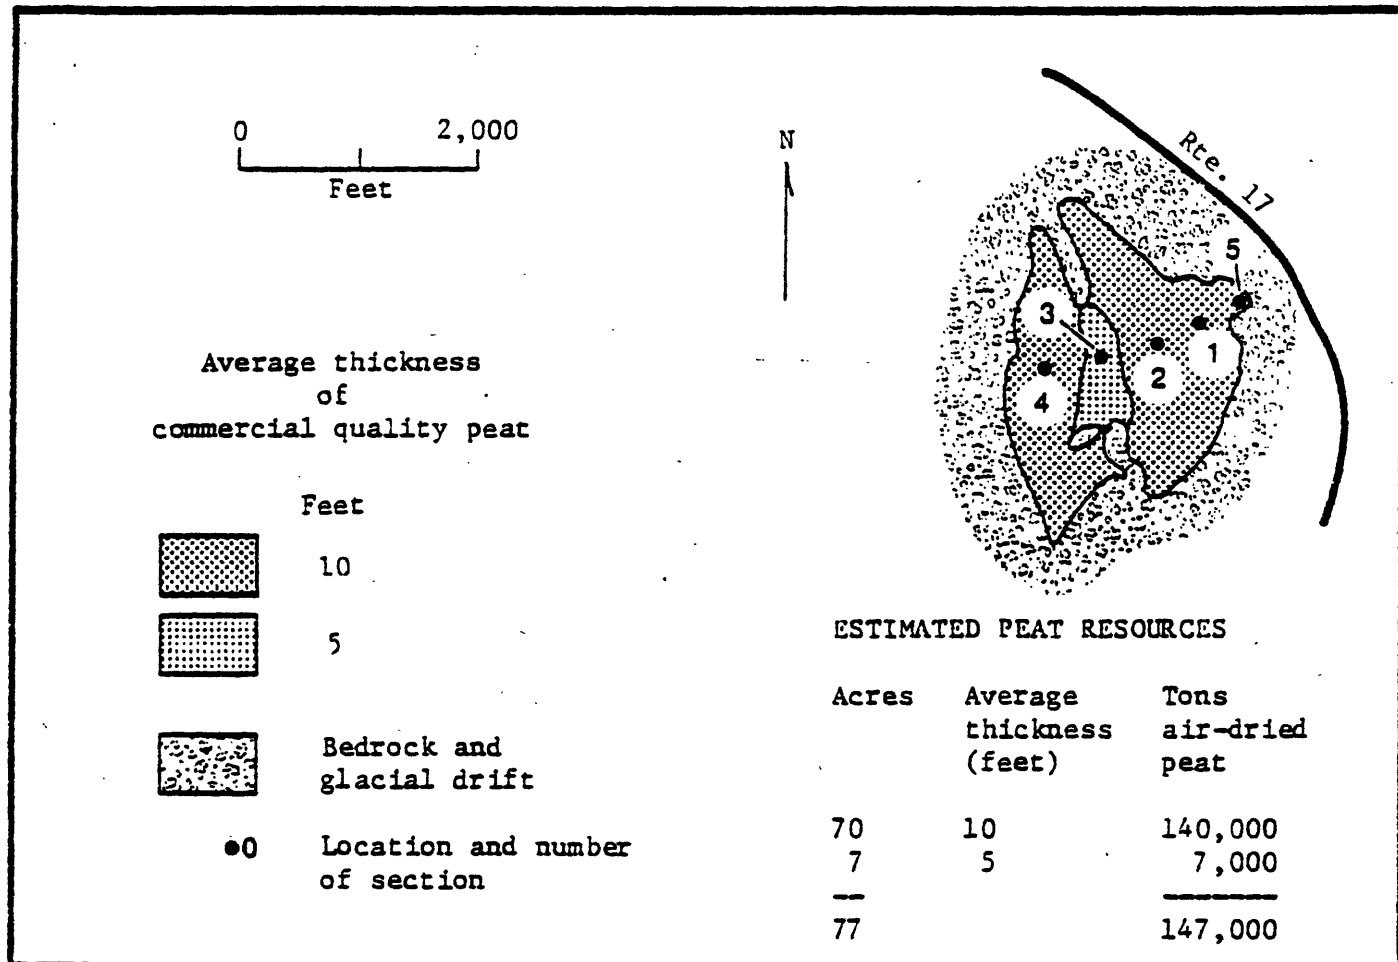 0 2,000
Feet
N
Rte. 17
5
3
1
2
4
Average thickness
of
commercial quality peat
Feet
10
5
Bedrock and
glacial drift
●0 Location and number
of section
ESTIMATED PEAT RESOURCES
Acres Average Tons
thickness air-dried
(feet) peat
70 10 140,000
7 5 7,000
77 147,000